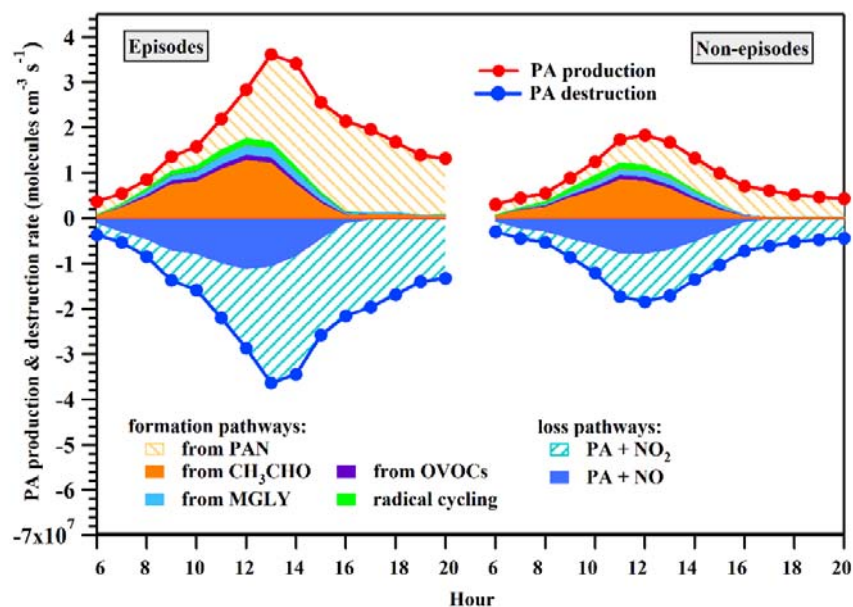 Episodes
Non-episodes
PA production
PA destruction
PA production & destruction rate (molecules cm⁻³ s⁻¹)
4
3
2
1
0
-1
-2
-3
-4
-5
-6
-7x10⁷
formation pathways:
from PAN
from CH₃CHO
from OVOCs
from MGLY
radical cycling
loss pathways:
PA + NO₂
PA + NO
6 8 10 12 14 16 18 20 6 8 10 12 14 16 18 20
Hour